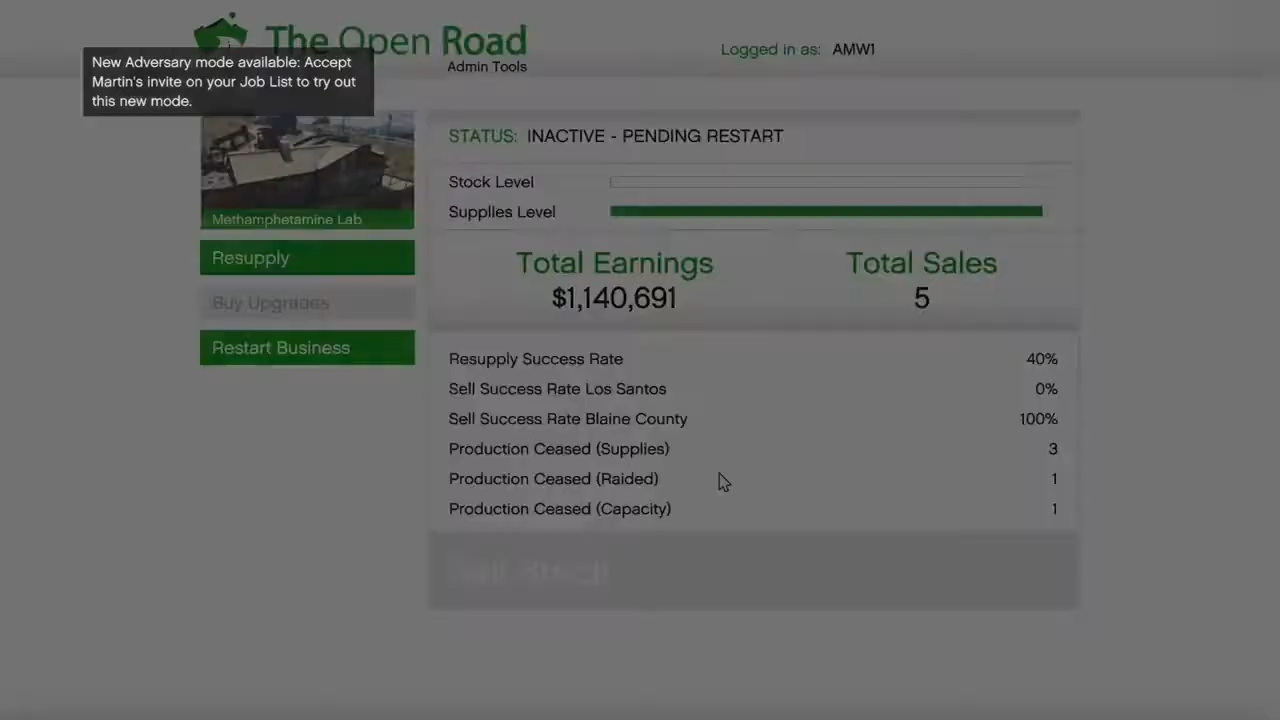 The Open Road
Admin Tools
Logged in as: AMW1
New Adversary mode available: Accept
Martin's invite on your Job List to try out
this new mode.
Methamphetamine Lab
Resupply
Buy Upgrades
Restart Business
STATUS: INACTIVE - PENDING RESTART
Stock Level
Supplies Level
Total Earnings
$1,140,691
Total Sales
5
Resupply Success Rate 40%
Sell Success Rate Los Santos 0%
Sell Success Rate Blaine County 100%
Production Ceased (Supplies) 3
Production Ceased (Raided) 1
Production Ceased (Capacity) 1
Sell Stock